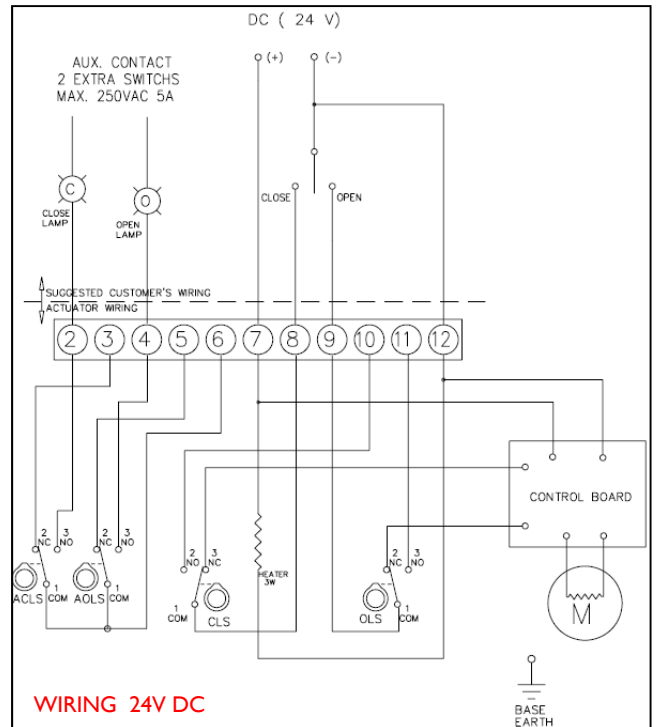 DC ( 24 V)
(+)
(-)
AUX. CONTACT
2 EXTRA SWITCHS
MAX. 250VAC 5A
C
CLOSE
LAMP
O
OPEN
LAMP
CLOSE
OPEN
SUGGESTED CUSTOMER'S WIRING
ACTUATOR WIRING
2 3 4 5 6 7 8 9 10 11 12
CONTROL BOARD
2
NC
3
NO
1
COM
ACLS
2
NC
3
NO
1
COM
AOLS
2
NO
3
NC
1
COM
CLS
HEATER
3W
2
NC
3
NO
1
COM
OLS
M
BASE
EARTH
WIRING 24V DC